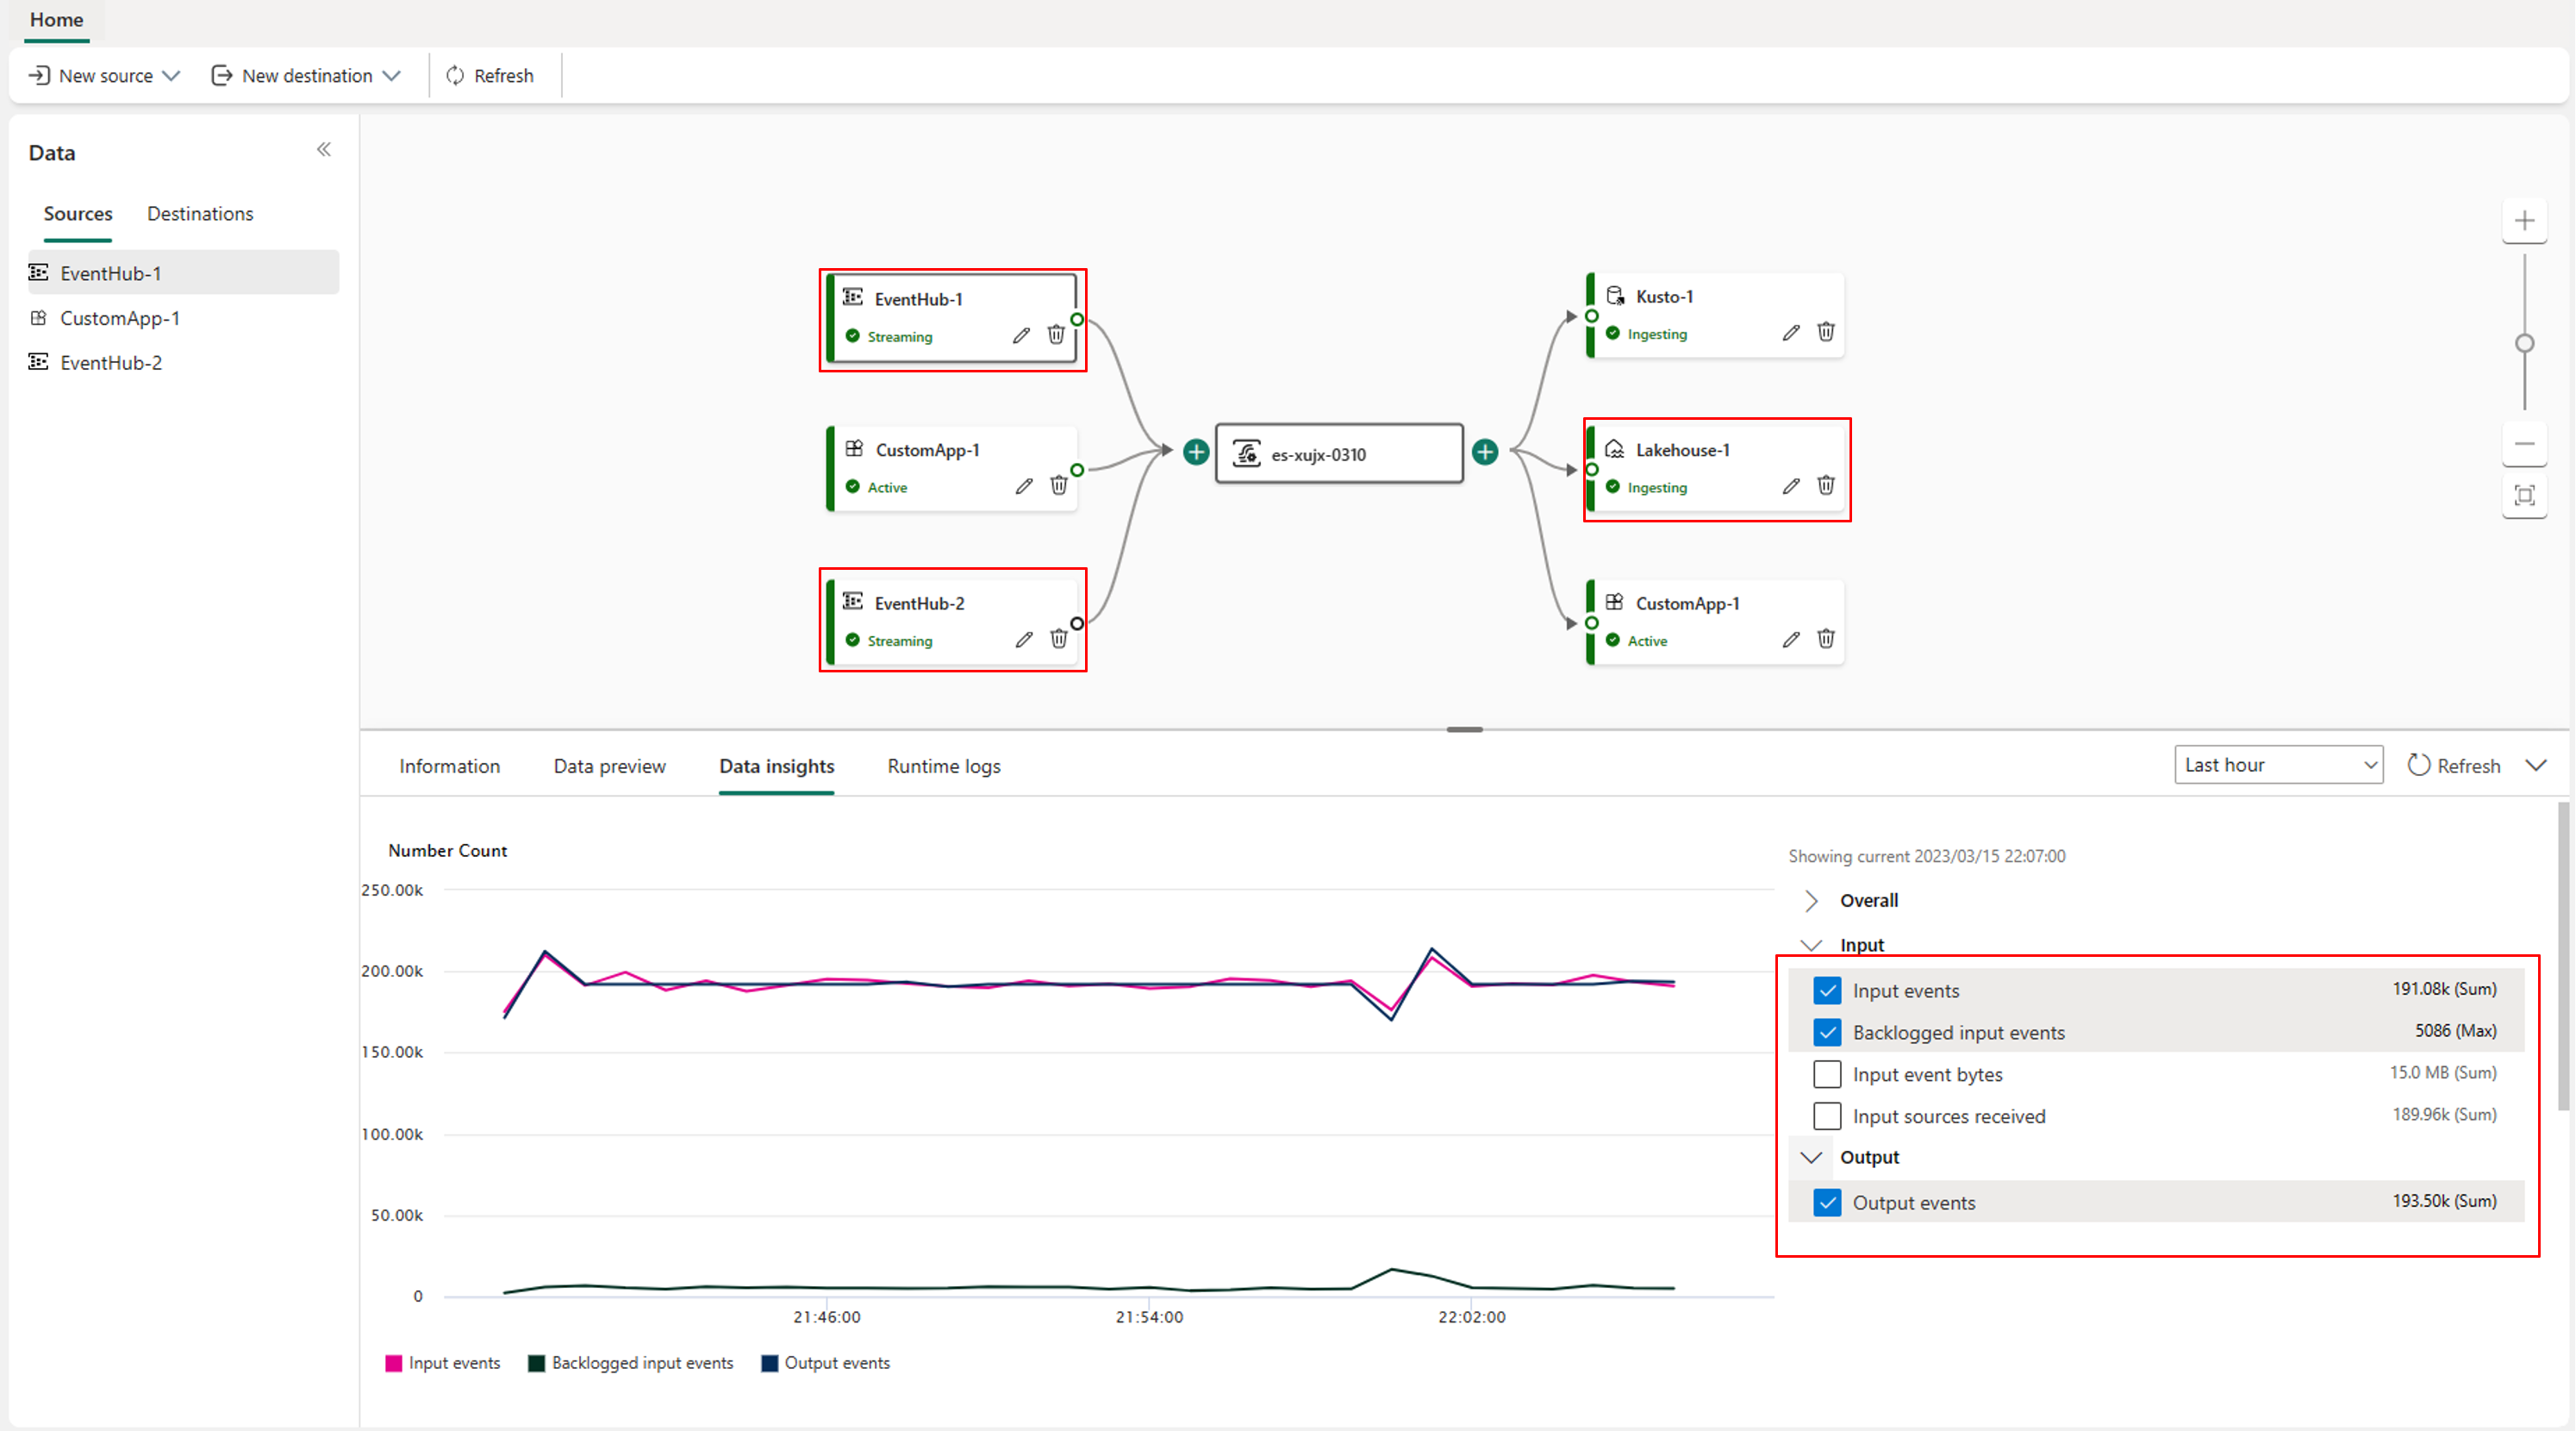 Home
New source
New destination
Refresh
Data
Sources
Destinations
EventHub-1
CustomApp-1
EventHub-2
EventHub-1
Streaming
CustomApp-1
Active
EventHub-2
Streaming
es-xujx-0310
Kusto-1
Ingesting
Lakehouse-1
Ingesting
CustomApp-1
Active
Information
Data preview
Data insights
Runtime logs
Last hour
Refresh
Number Count
250.00k
200.00k
150.00k
100.00k
50.00k
0
21:46:00
21:54:00
22:02:00
Input events
Backlogged input events
Output events
Showing current 2023/03/15 22:07:00
Overall
Input
Input events 191.08k (Sum)
Backlogged input events 5086 (Max)
Input event bytes 15.0 MB (Sum)
Input sources received 189.96k (Sum)
Output
Output events 193.50k (Sum)